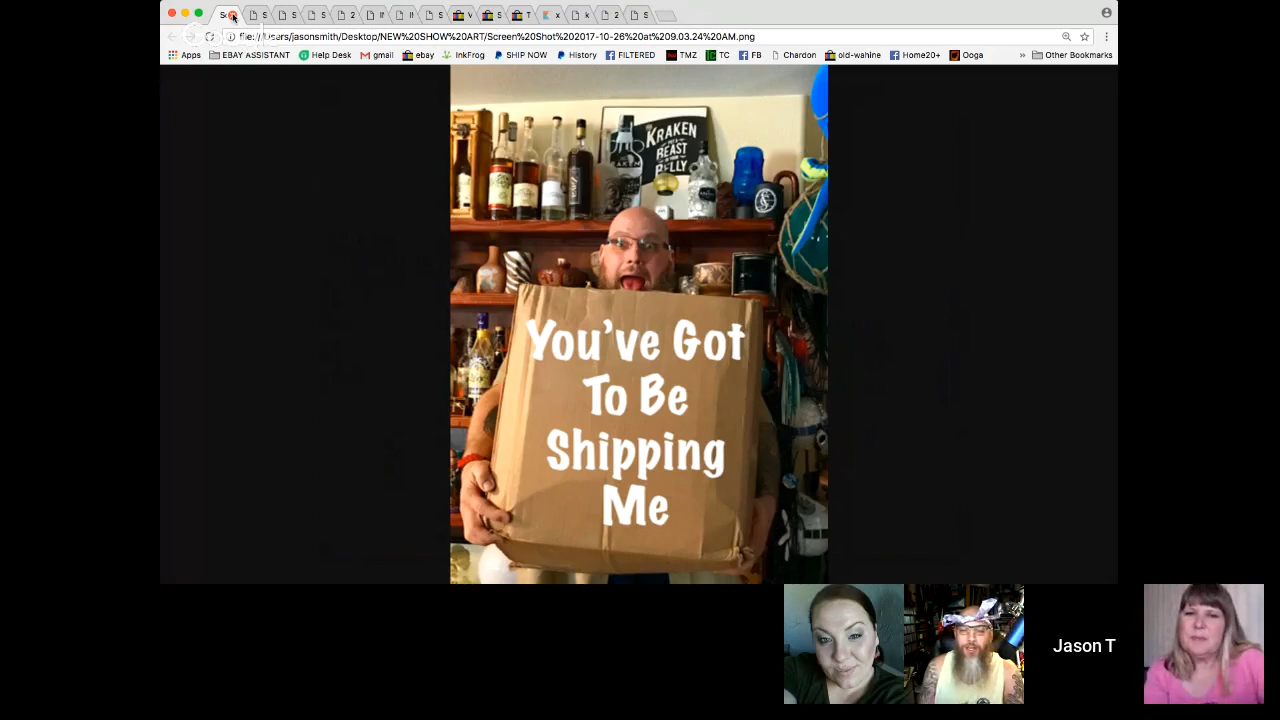 S
S
S
S
2
S
V
S
T
x
k
2
S
file:///Users/jasonsmith/Desktop/NEW%20SHOW%20ART/Screen%20Shot%202017-10-26%20at%209.03.24%20AM.png
Apps EBAY ASSISTANT Help Desk gmail ebay InkFrog SHIP NOW History FILTERED TMZ TC FB Chardon old-wahine Home20+ Ooga » Other Bookmarks
KRAKEN
BEAST
BELLY
You've Got
To Be
Shipping
Me
Jason T